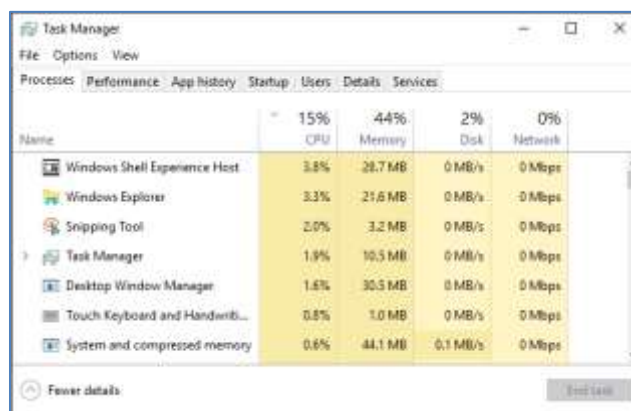 Task Manager
File Options View
Processes Performance App history Startup Users Details Services
15% 44% 2% 0%
Name CPU Memory Disk Network
Windows Shell Experience Host 3.8% 28.7 MB 0 MB/s 0 Mbps
Windows Explorer 3.3% 21.6 MB 0 MB/s 0 Mbps
Snipping Tool 2.0% 3.2 MB 0 MB/s 0 Mbps
Task Manager 1.9% 10.5 MB 0 MB/s 0 Mbps
Desktop Window Manager 1.6% 30.5 MB 0 MB/s 0 Mbps
Touch Keyboard and Handwriti... 0.8% 1.0 MB 0 MB/s 0 Mbps
System and compressed memory 0.6% 44.1 MB 0.1 MB/s 0 Mbps
Fewer details End task